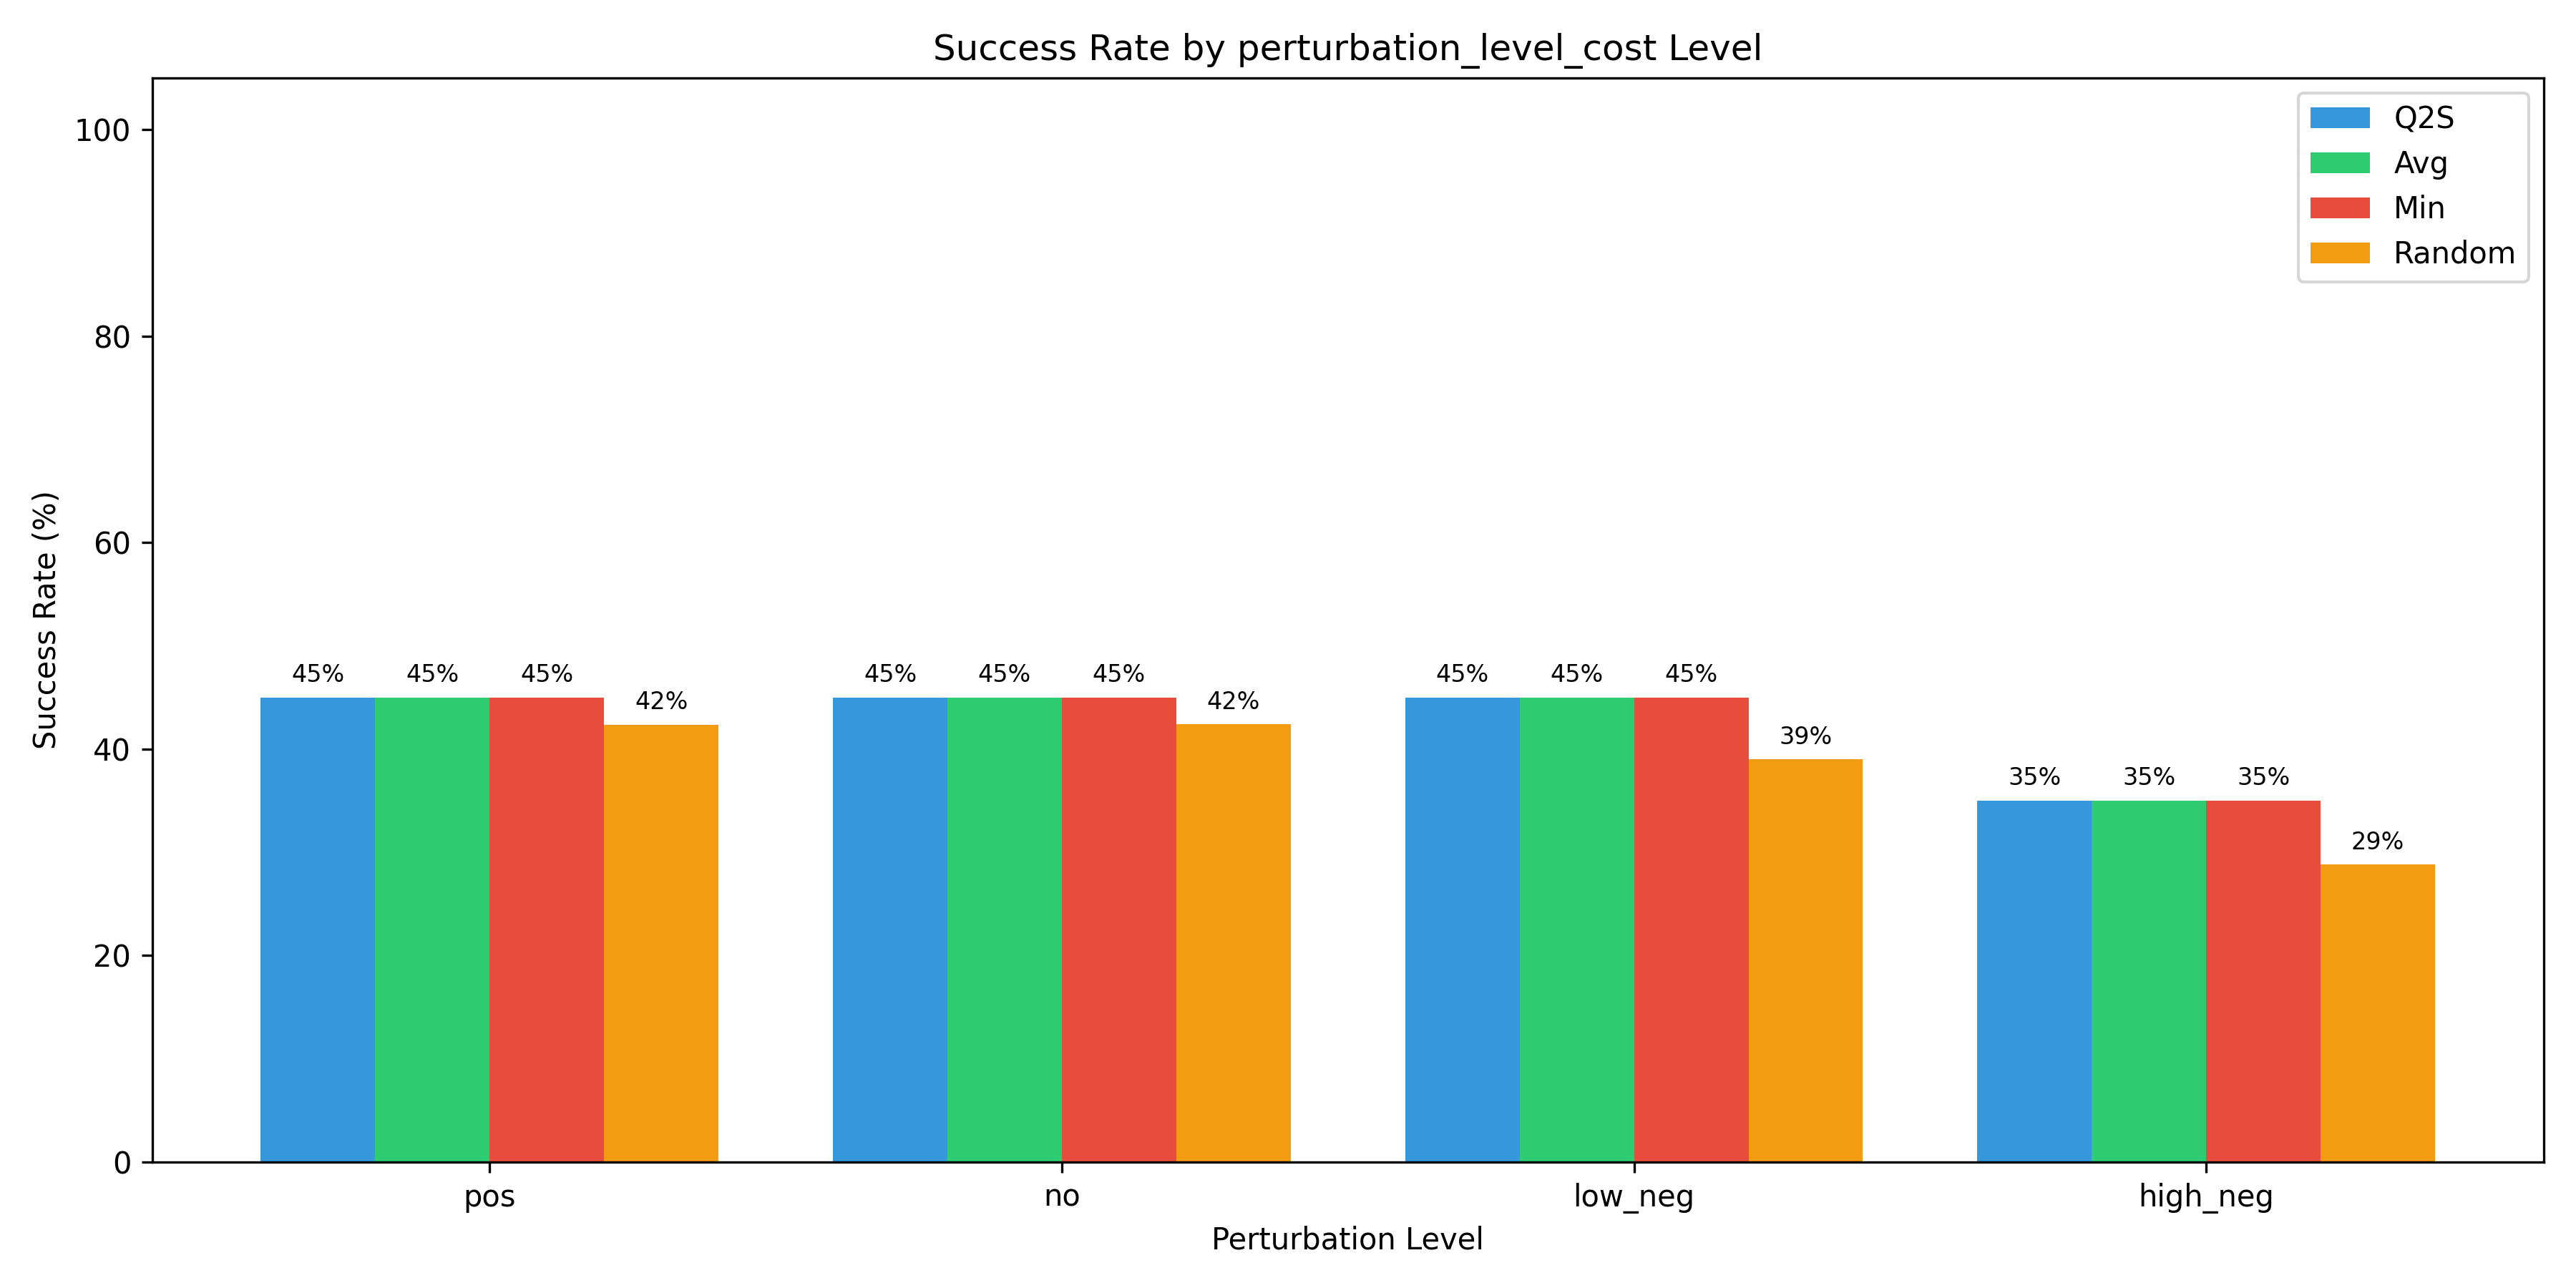 Success Rate by perturbation_level_cost Level
Success Rate (%)
100
80
60
40
20
0
Q2S
Avg
Min
Random
45%
45%
45%
42%
45%
45%
45%
42%
45%
45%
45%
39%
35%
35%
35%
29%
pos
no
low_neg
high_neg
Perturbation Level